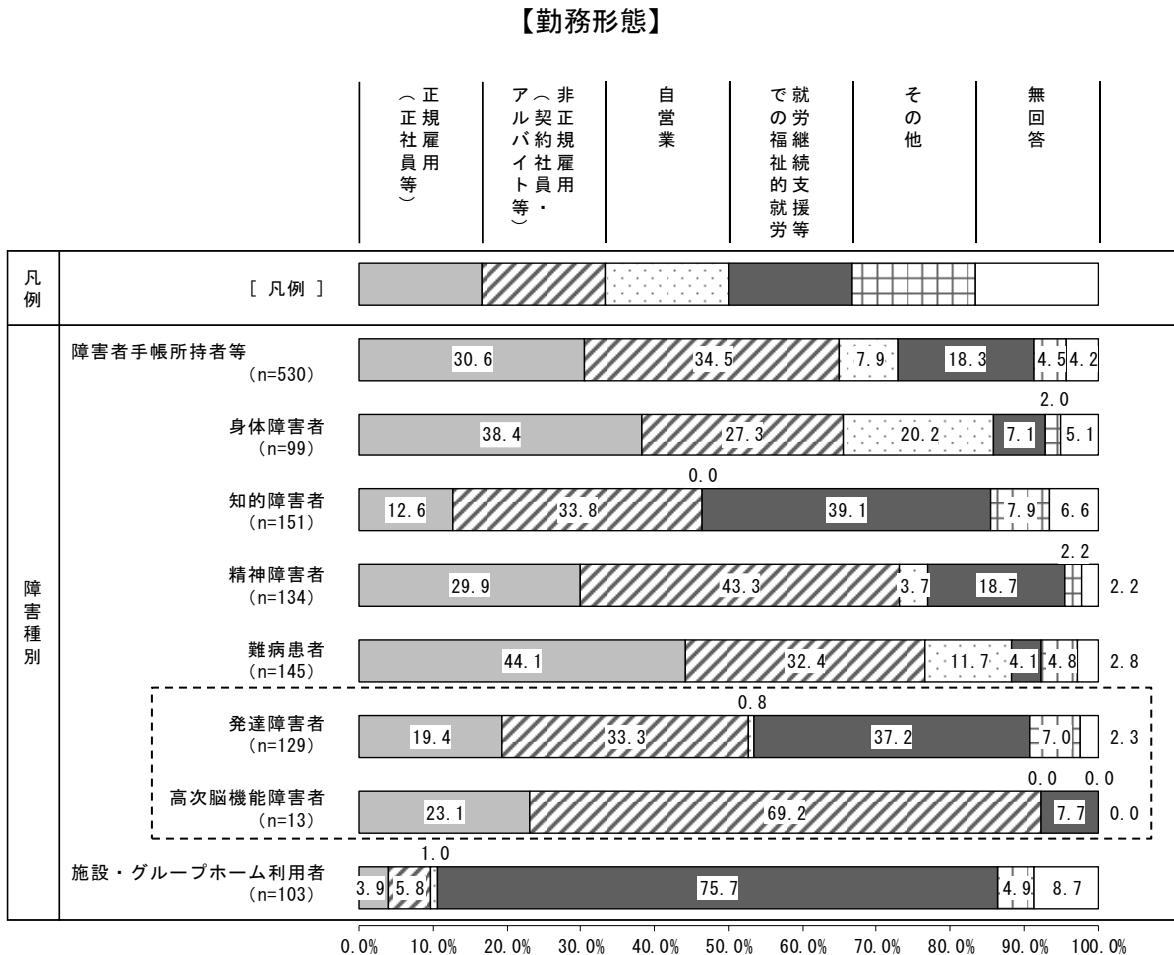 【勤務形態】
正規雇用
（正社員等）
非正規雇用
（契約社員・
アルバイト等）
自営業
就労継続支援等
での福祉的就労
その他
無回答
凡例
[ 凡例 ]
障害種別
障害者手帳所持者等
(n=530)
30.6 34.5 7.9 18.3 4.5 4.2
身体障害者
(n=99)
2.0
38.4 27.3 20.2 7.1 5.1
知的障害者
(n=151)
0.0
12.6 33.8 39.1 7.9 6.6
精神障害者
(n=134)
2.2
29.9 43.3 3.7 18.7 2.2
難病患者
(n=145)
44.1 32.4 11.7 4.1 4.8 2.8
発達障害者
(n=129)
0.8
19.4 33.3 37.2 7.0 2.3
高次脳機能障害者
(n=13)
0.0 0.0
23.1 69.2 7.7 0.0
施設・グループホーム利用者
(n=103)
1.0
3.9 5.8 75.7 4.9 8.7
0.0% 10.0% 20.0% 30.0% 40.0% 50.0% 60.0% 70.0% 80.0% 90.0% 100.0%